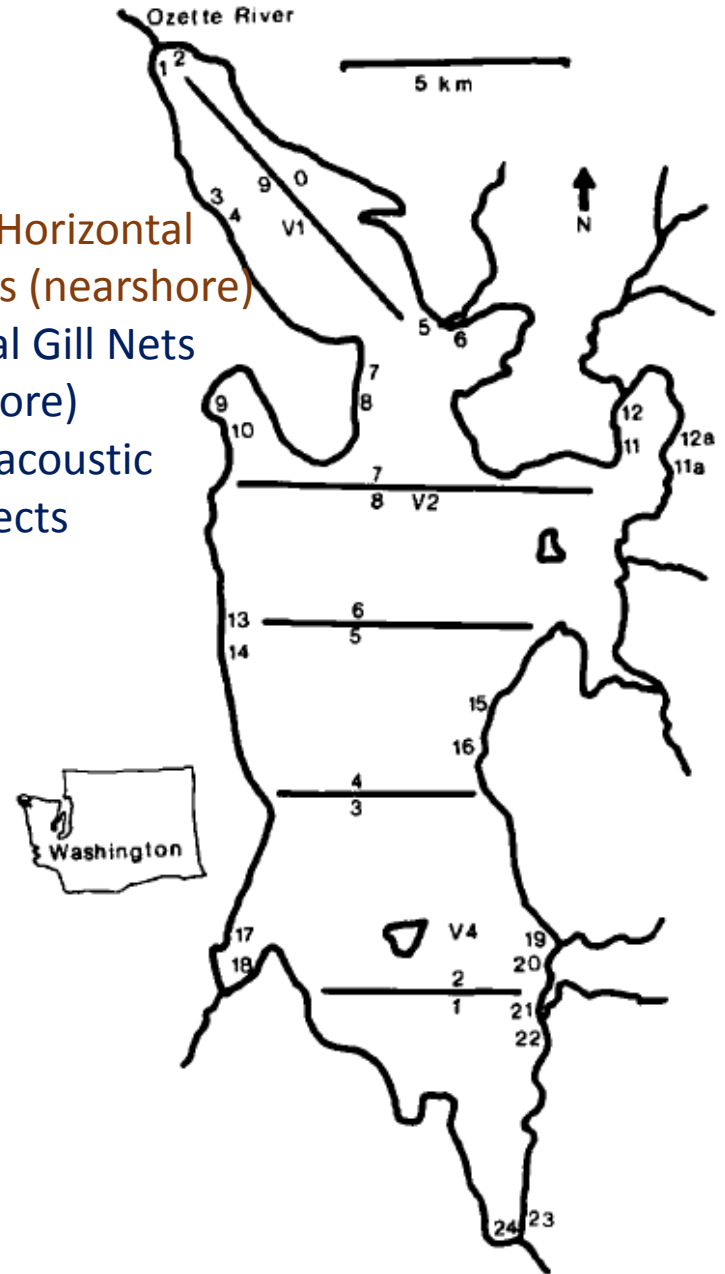 Ozette River
1 2
5 km
9 0
3
4
V1
N
Horizontal
s (nearshore)
al Gill Nets
ore)
acoustic
ects
5
6
7
8
9
10
12
11
12a
11a
7
8 V2
13
14
6
5
15
16
4
3
Washington
17
18
V4
19
20
2
1
21
22
24 23